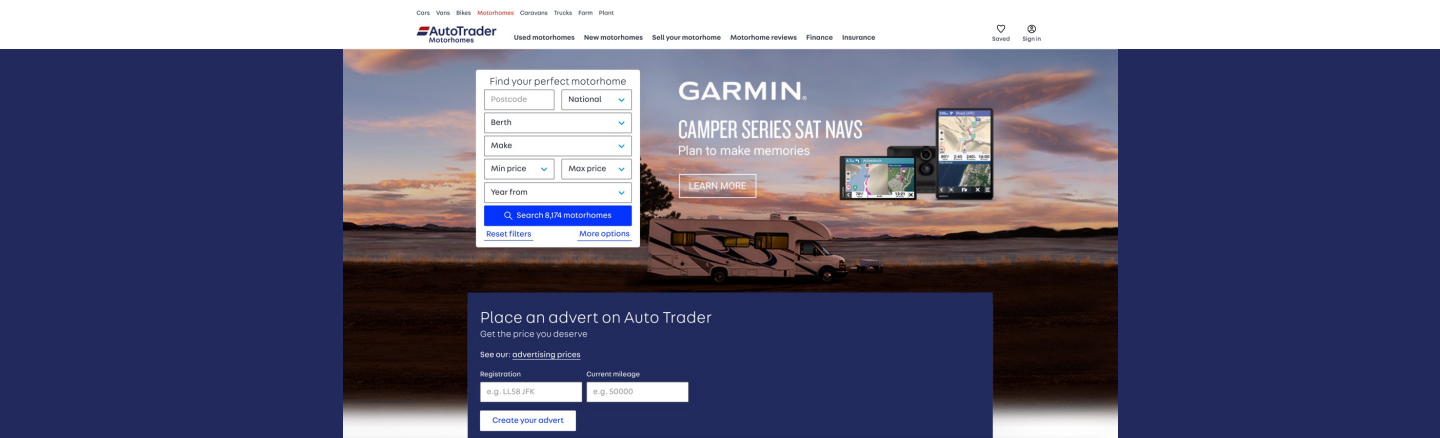 Cars Vans Bikes Motorhomes Caravans Trucks Farm Plant
AutoTrader
Motorhomes
Used motorhomes New motorhomes Sell your motorhome Motorhome reviews Finance Insurance
Saved Sign in
Find your perfect motorhome
Postcode National
Berth
Make
Min price Max price
Year from
Search 8,174 motorhomes
Reset filters More options
GARMIN®
CAMPER SERIES SAT NAVS
Plan to make memories
LEARN MORE
Place an advert on Auto Trader
Get the price you deserve
See our: advertising prices
Registration Current mileage
e.g. LL58 JFK e.g. 50000
Create your advert